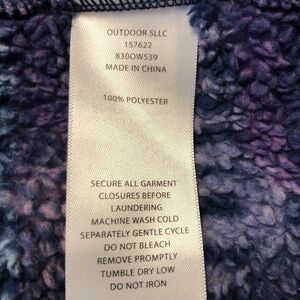 OUTDOOR SLLC
157622
830OW539
MADE IN CHINA
100% POLYESTER
SECURE ALL GARMENT
CLOSURES BEFORE
LAUNDERING
MACHINE WASH COLD
SEPARATELY GENTLE CYCLE
DO NOT BLEACH
REMOVE PROMPTLY
TUMBLE DRY LOW
DO NOT IRON